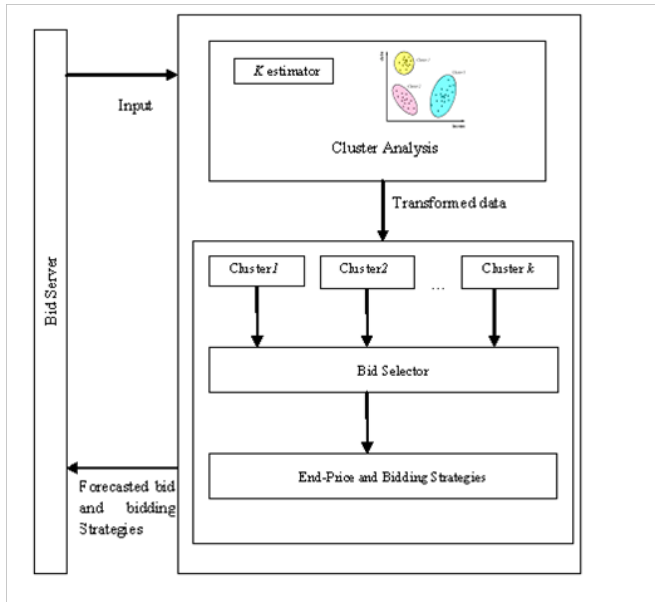 K estimator
Cluster Analysis
Input
Transformed data
Bid Server
Cluster1
Cluster2
...
Cluster k
Bid Selector
End-Price and Bidding Strategies
Forecasted bid
and bidding
Strategies